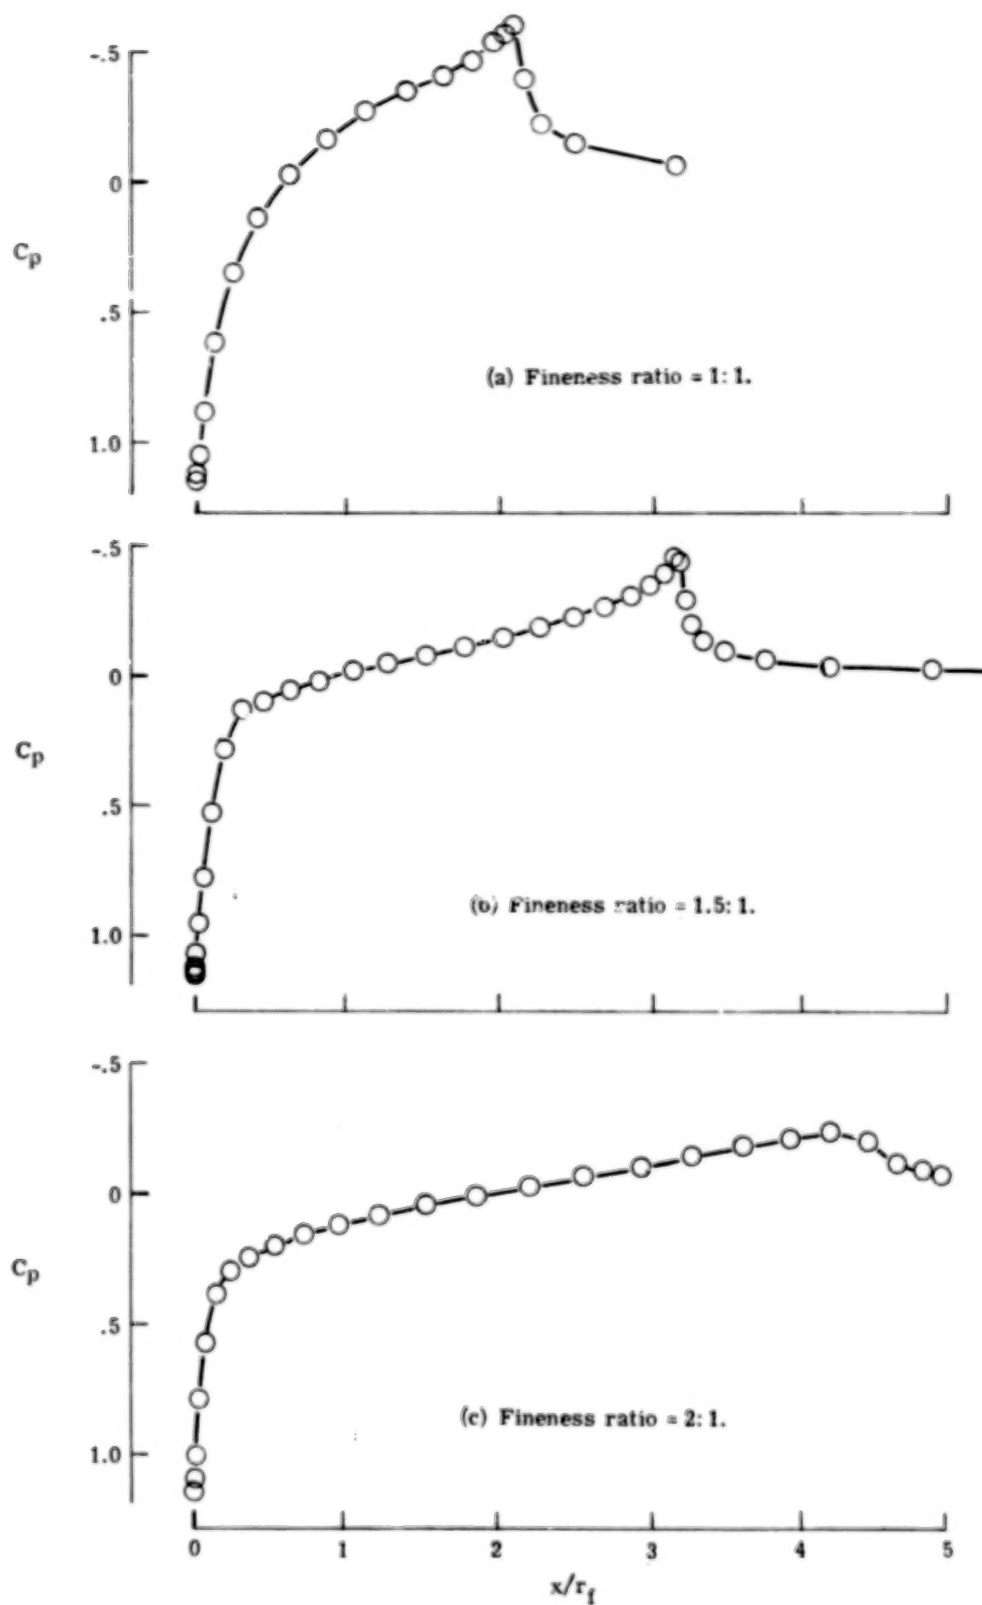 -.5
0
Cp
.5
(a) Fineness ratio = 1:1.
1.0
-.5
0
Cp
.5
(b) Fineness ratio = 1.5:1.
1.0
-.5
0
Cp
.5
(c) Fineness ratio = 2:1.
1.0
0 1 2 3 4 5
x/rf